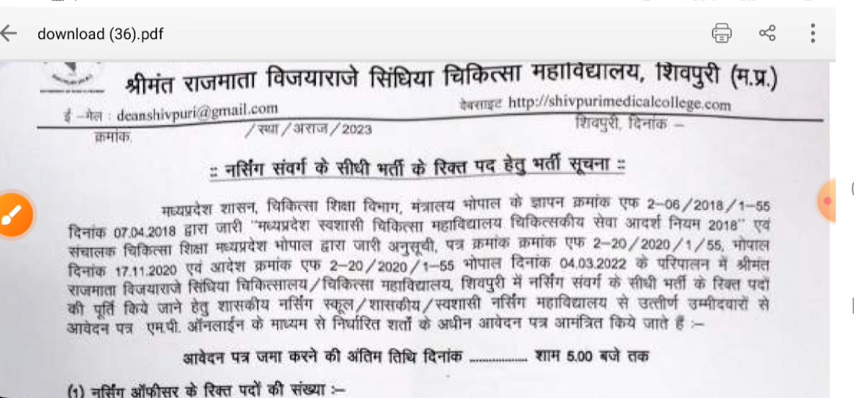 download (36).pdf
श्रीमंत राजमाता विजयाराजे सिंधिया चिकित्सा महाविद्यालय, शिवपुरी (म.प्र.)
ई –मेल : deanshivpuri@gmail.com वेबसाइट http://shivpurimedicalcollege.com
क्रमांक. /स्था/अराज/2023 शिवपुरी, दिनांक –
:: नर्सिंग संवर्ग के सीधी भर्ती के रिक्त पद हेतु भर्ती सूचना ::
मध्यप्रदेश शासन, चिकित्सा शिक्षा विभाग, मंत्रालय भोपाल के ज्ञापन क्रमांक एफ 2–06/2018/1–55
दिनांक 07.04.2018 द्वारा जारी "मध्यप्रदेश स्वशासी चिकित्सा महाविद्यालय चिकित्सकीय सेवा आदर्श नियम 2018" एवं
संचालक चिकित्सा शिक्षा मध्यप्रदेश भोपाल द्वारा जारी अनुसूची, पत्र क्रमांक क्रमांक एफ 2–20/2020/1/55, भोपाल
दिनांक 17.11.2020 एवं आदेश क्रमांक एफ 2–20/2020/1–55 भोपाल दिनांक 04.03.2022 के परिपालन में श्रीमंत
राजमाता विजयाराजे सिंधिया चिकित्सालय/चिकित्सा महाविद्यालय, शिवपुरी में नर्सिंग संवर्ग के सीधी भर्ती के रिक्त पदों
की पूर्ति किये जाने हेतु शासकीय नर्सिंग स्कूल/शासकीय/स्वशासी नर्सिंग महाविद्यालय से उत्तीर्ण उम्मीदवारों से
आवेदन पत्र एम.पी. ऑनलाईन के माध्यम से निर्धारित शर्तों के अधीन आवेदन पत्र आमंत्रित किये जाते हैं :–
आवेदन पत्र जमा करने की अंतिम तिथि दिनांक ................ शाम 5.00 बजे तक
(1) नर्सिंग ऑफीसर के रिक्त पदों की संख्या :–